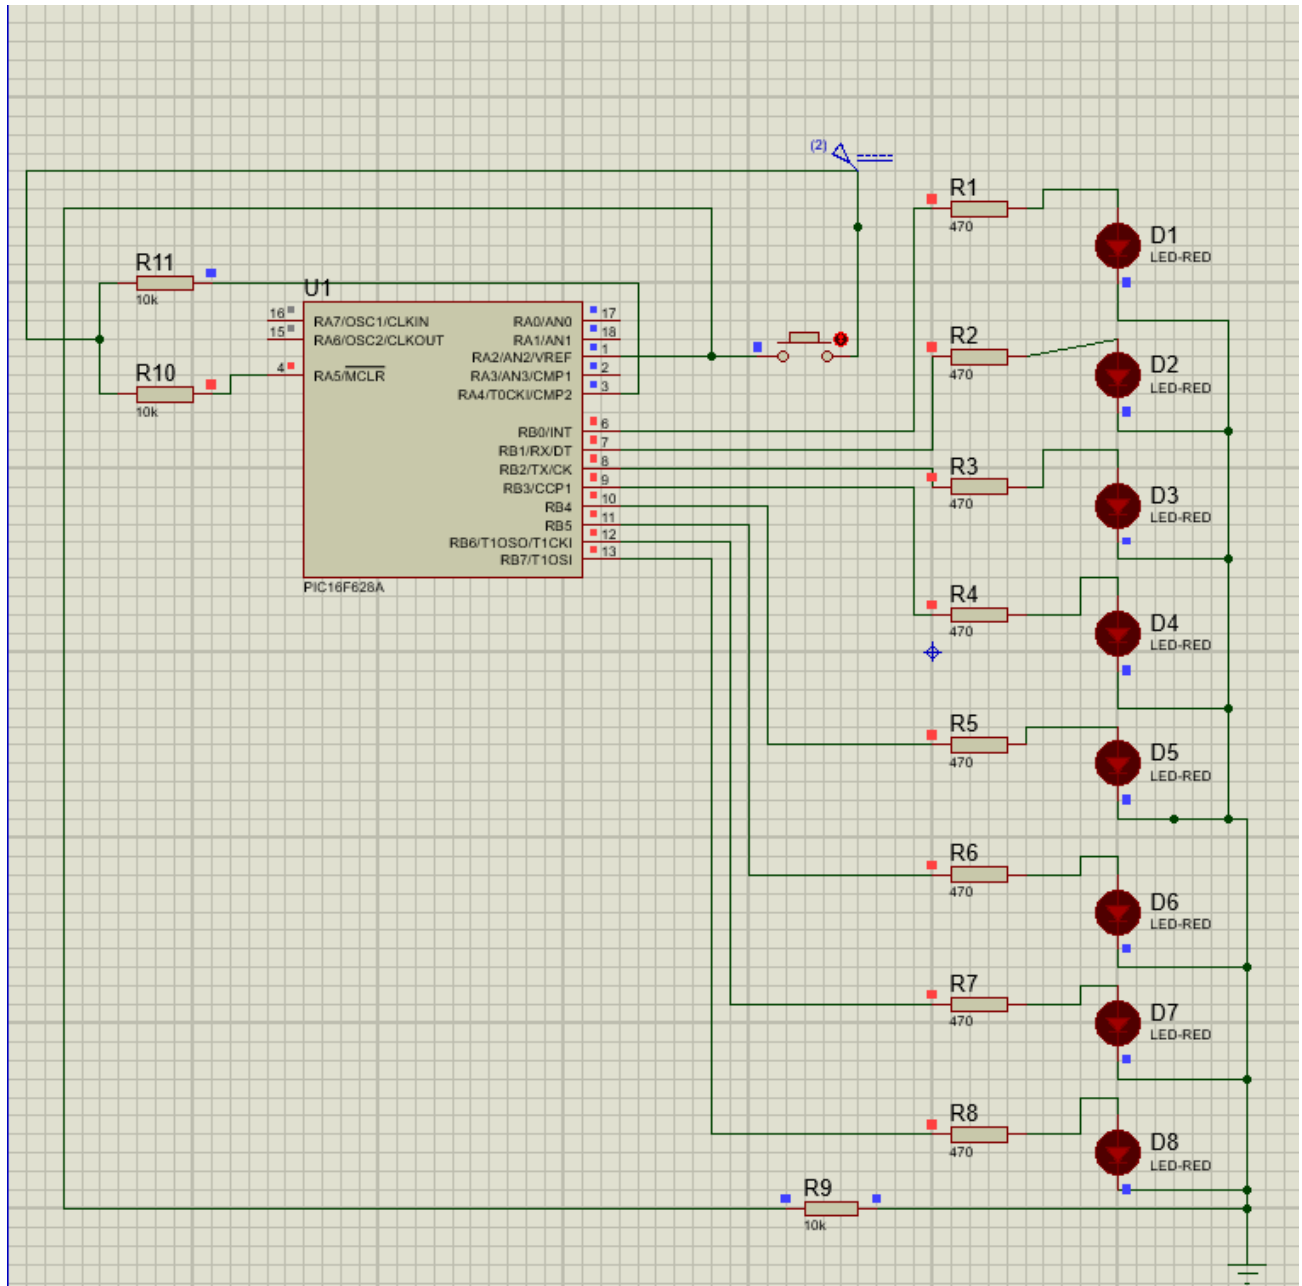 (2)
R1
470
D1
LED-RED
R11
10k
U1
16
RA7/OSC1/CLKIN
RA0/AN0
17
15
RA6/OSC2/CLKOUT
RA1/AN1
18
RA2/AN2/VREF
1
4
RA5/MCLR
RA3/AN3/CMP1
2
RA4/T0CKI/CMP2
3
R10
10k
RB0/INT
6
RB1/RX/DT
7
RB2/TX/CK
8
RB3/CCP1
9
RB4
10
RB5
11
RB6/T1OSO/T1CKI
12
RB7/T1OSI
13
PIC16F628A
R2
470
D2
LED-RED
R3
470
D3
LED-RED
R4
470
D4
LED-RED
R5
470
D5
LED-RED
R6
470
D6
LED-RED
R7
470
D7
LED-RED
R8
470
D8
LED-RED
R9
10k